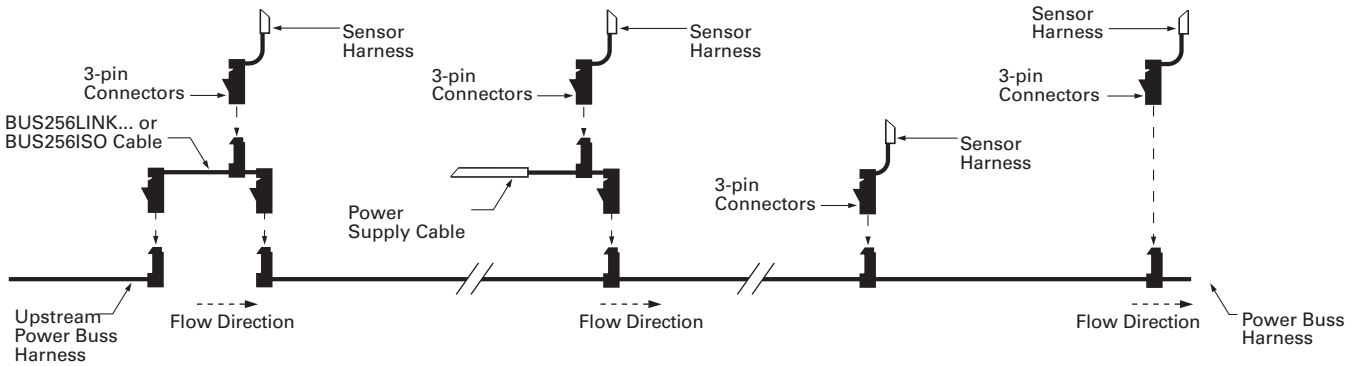 Sensor
Harness
3-pin
Connectors
BUS256LINK... or
BUS256ISO Cable
Sensor
Harness
3-pin
Connectors
Power
Supply Cable
Sensor
Harness
3-pin
Connectors
Sensor
Harness
3-pin
Connectors
Upstream
Power Buss
Harness
Flow Direction
Flow Direction
Flow Direction
Power Buss
Harness